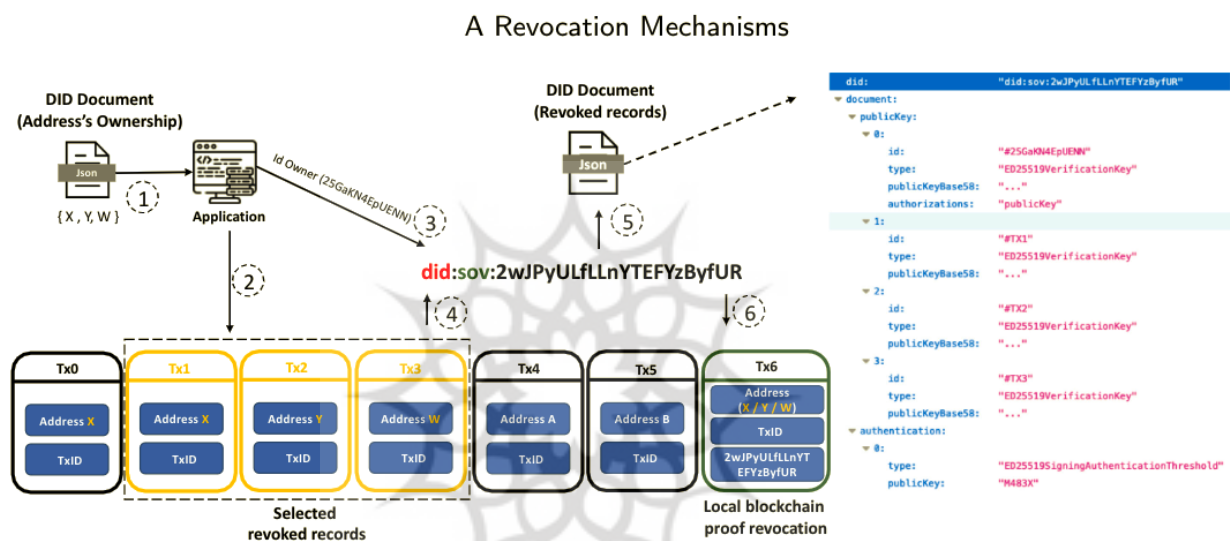 A Revocation Mechanisms
DID Document
(Address's Ownership)
Json
{ X , Y, W }
1
Application
Id Owner (25GaKN4EpUENN)
3
2
DID Document
(Revoked records)
Json
5
did:sov:2wJPyULfLLnYTEFYzByfUR
4
6
Tx0
Address X
TxID
Tx1
Address X
TxID
Tx2
Address Y
TxID
Tx3
Address W
TxID
Tx4
Address A
TxID
Tx5
Address B
TxID
Tx6
Address
(X / Y / W)
TxID
2wJPyULfLLnYT
EFYzByfUR
Selected
revoked records
Local blockchain
proof revocation
did: "did:sov:2wJPyULfLLnYTEFYzByfUR"
document:
publicKey:
0:
id: "#25GaKN4EpUENN"
type: "ED25519VerificationKey"
publicKeyBase58: "..."
authorizations: "publicKey"
1:
id: "#TX1"
type: "ED25519VerificationKey"
publicKeyBase58: "..."
2:
id: "#TX2"
type: "ED25519VerificationKey"
publicKeyBase58: "..."
3:
id: "#TX3"
type: "ED25519VerificationKey"
publicKeyBase58: "..."
authentication:
0:
type: "ED25519SigningAuthenticationThreshold"
publicKey: "M483X"